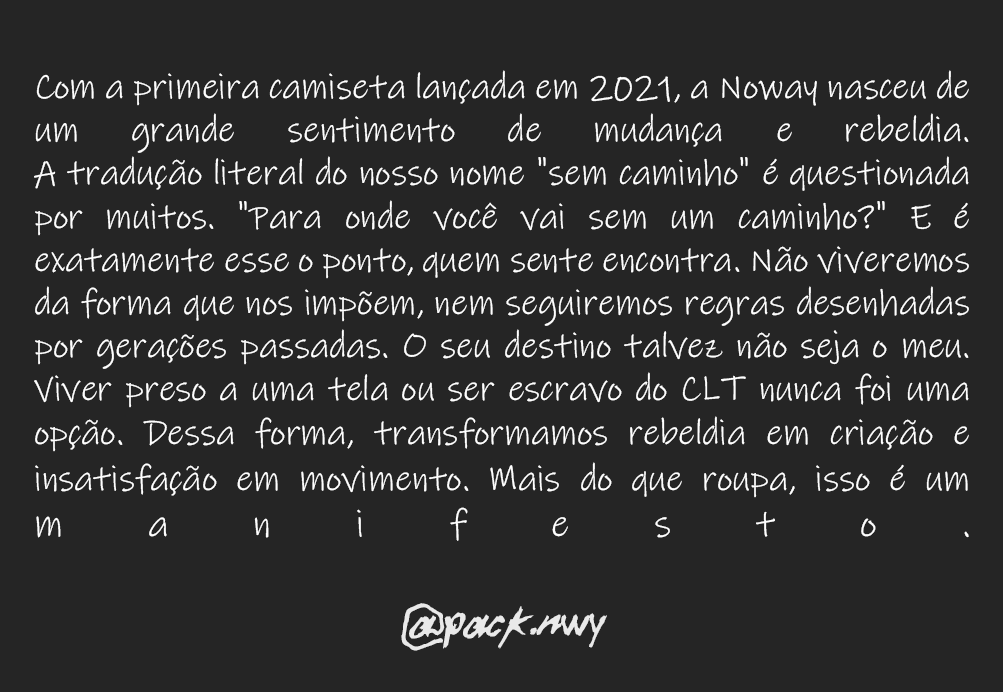 Com a primeira camiseta lançada em 2021, a Noway nasceu de
um grande sentimento de mudança e rebeldia.
A tradução literal do nosso nome "sem caminho" é questionada
por muitos. "Para onde você vai sem um caminho?" E é
exatamente esse o ponto, quem sente encontra. Não viveremos
da forma que nos impõem, nem seguiremos regras desenhadas
por gerações passadas. O seu destino talvez não seja o meu.
Viver preso a uma tela ou ser escravo do CLT nunca foi uma
opção. Dessa forma, transformamos rebeldia em criação e
insatisfação em movimento. Mais do que roupa, isso é um
m a n i f e s t o .
@pack.nwy